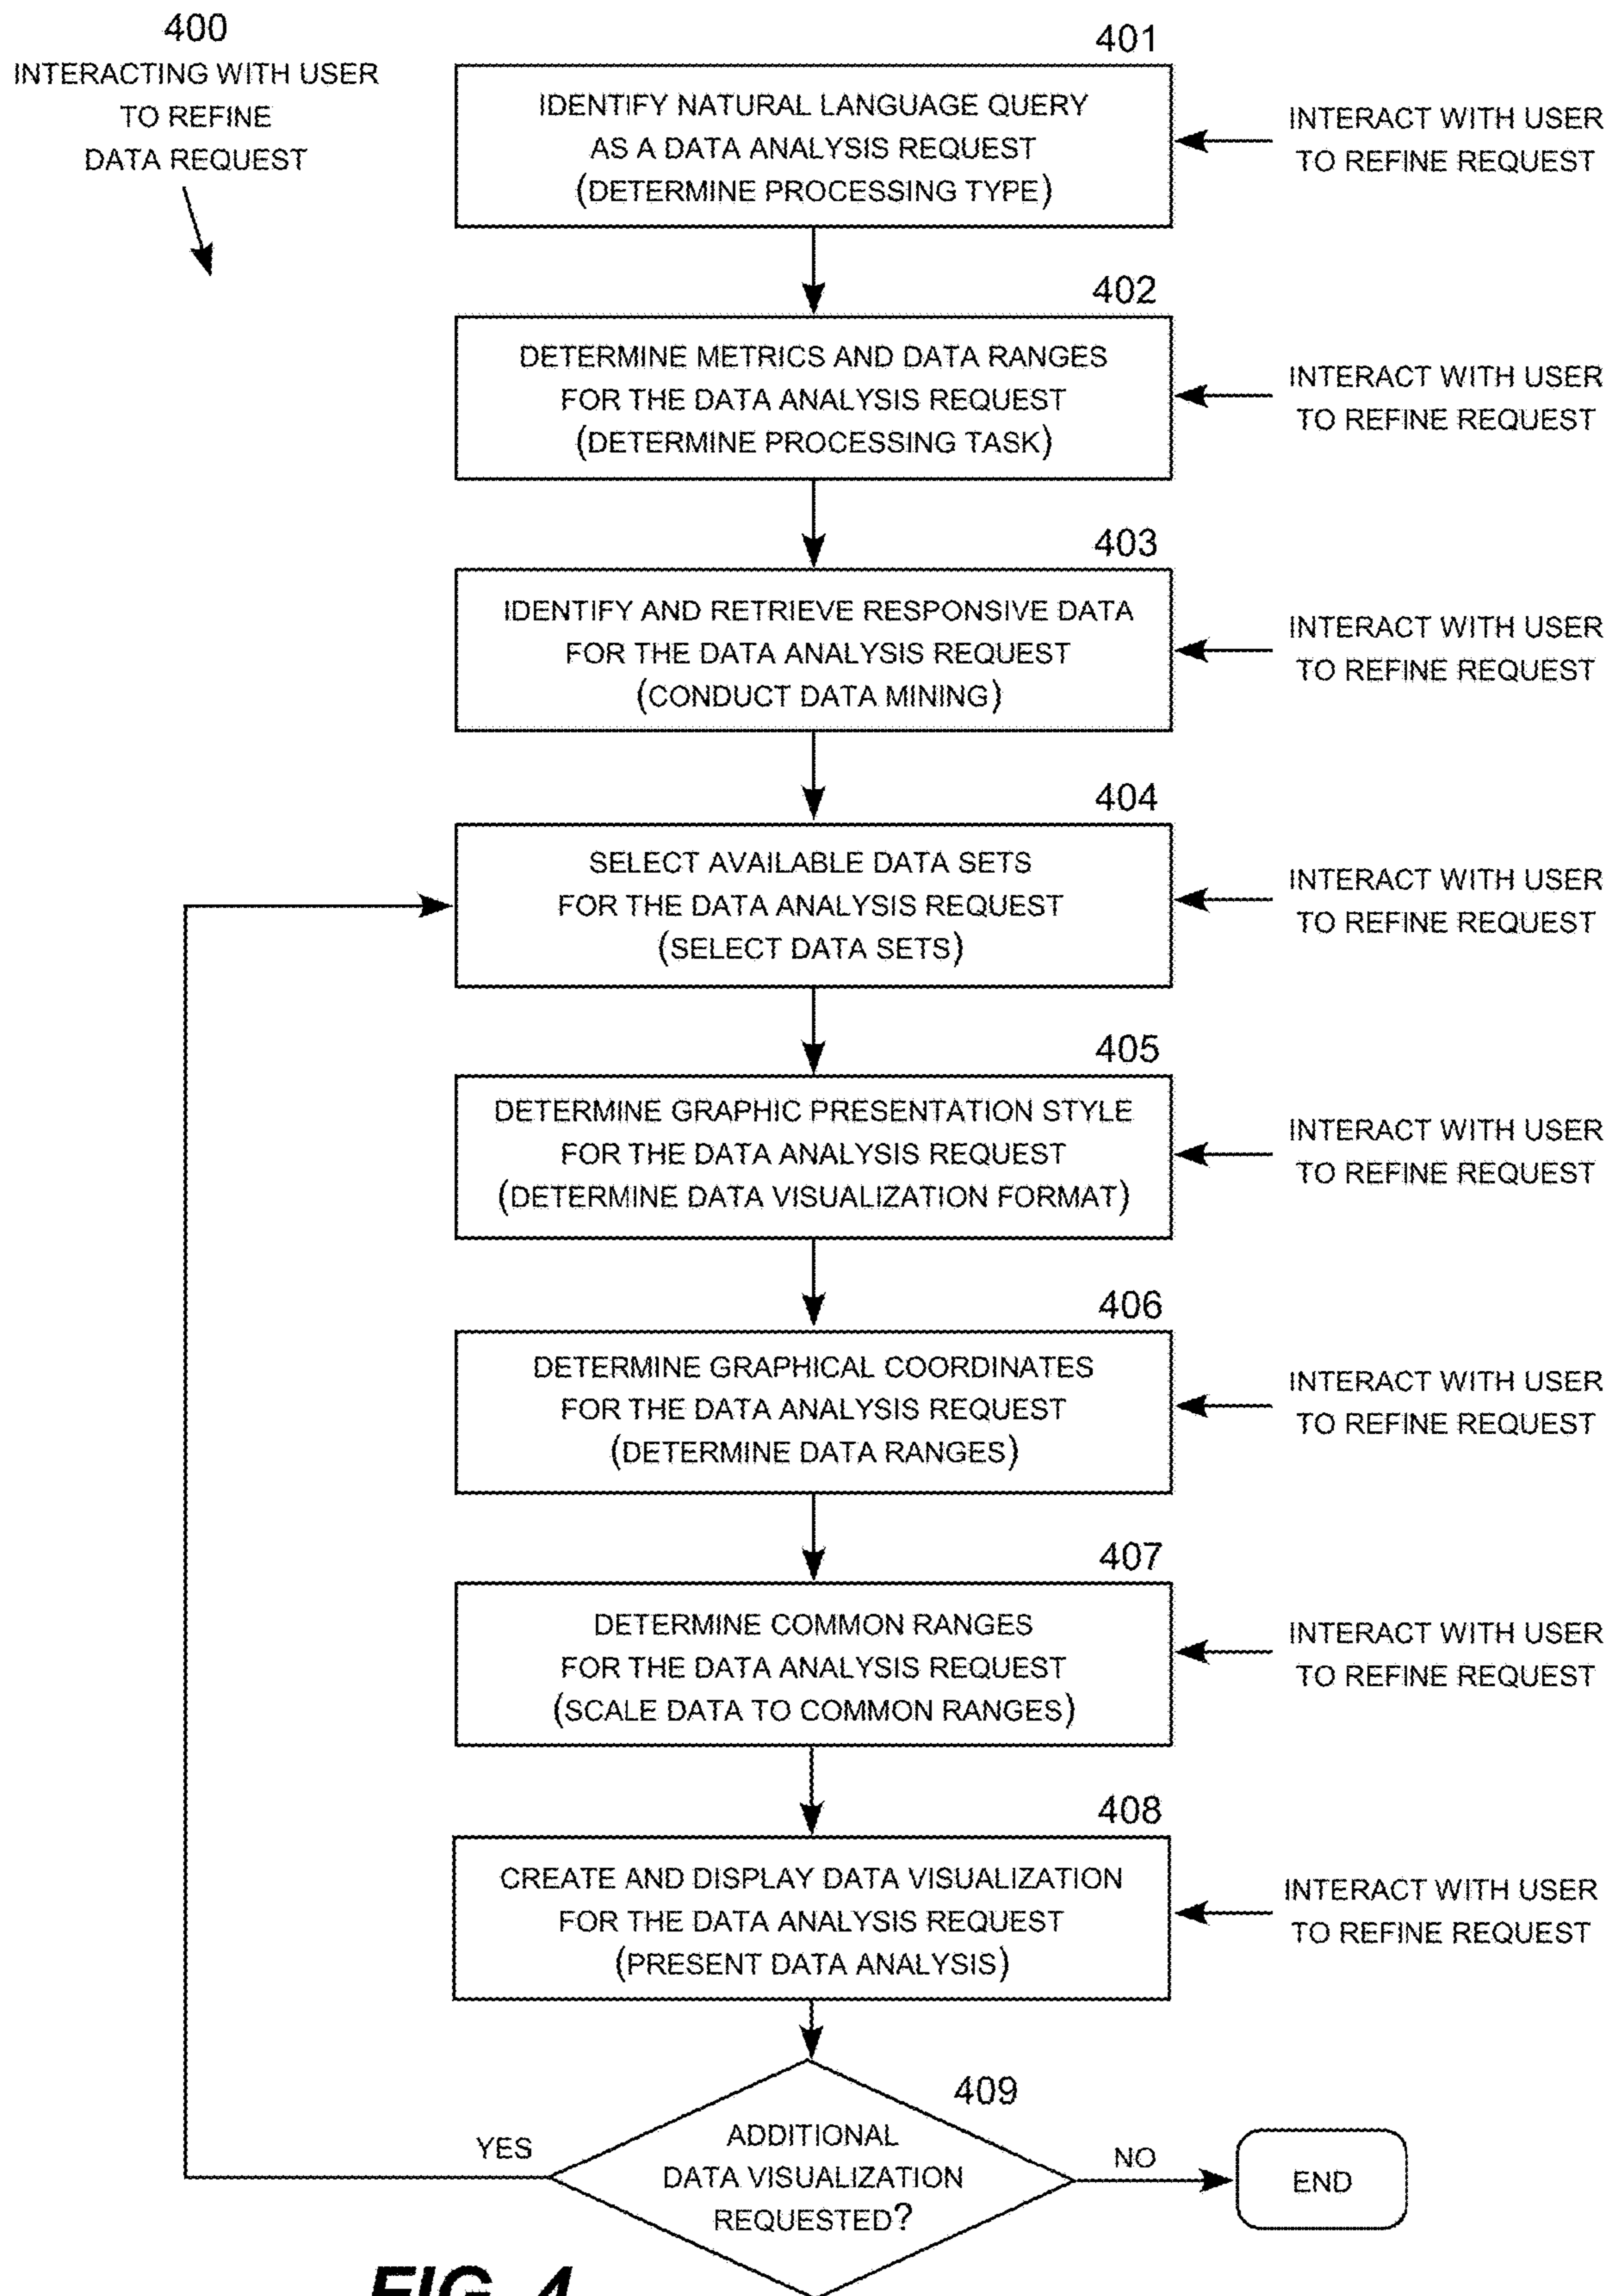 400
INTERACTING WITH USER
TO REFINE
DATA REQUEST
401
IDENTIFY NATURAL LANGUAGE QUERY
AS A DATA ANALYSIS REQUEST
(DETERMINE PROCESSING TYPE)
INTERACT WITH USER
TO REFINE REQUEST
402
DETERMINE METRICS AND DATA RANGES
FOR THE DATA ANALYSIS REQUEST
(DETERMINE PROCESSING TASK)
INTERACT WITH USER
TO REFINE REQUEST
403
IDENTIFY AND RETRIEVE RESPONSIVE DATA
FOR THE DATA ANALYSIS REQUEST
(CONDUCT DATA MINING)
INTERACT WITH USER
TO REFINE REQUEST
404
SELECT AVAILABLE DATA SETS
FOR THE DATA ANALYSIS REQUEST
(SELECT DATA SETS)
INTERACT WITH USER
TO REFINE REQUEST
405
DETERMINE GRAPHIC PRESENTATION STYLE
FOR THE DATA ANALYSIS REQUEST
(DETERMINE DATA VISUALIZATION FORMAT)
INTERACT WITH USER
TO REFINE REQUEST
406
DETERMINE GRAPHICAL COORDINATES
FOR THE DATA ANALYSIS REQUEST
(DETERMINE DATA RANGES)
INTERACT WITH USER
TO REFINE REQUEST
407
DETERMINE COMMON RANGES
FOR THE DATA ANALYSIS REQUEST
(SCALE DATA TO COMMON RANGES)
INTERACT WITH USER
TO REFINE REQUEST
408
CREATE AND DISPLAY DATA VISUALIZATION
FOR THE DATA ANALYSIS REQUEST
(PRESENT DATA ANALYSIS)
INTERACT WITH USER
TO REFINE REQUEST
409
ADDITIONAL
DATA VISUALIZATION
REQUESTED?
YES
NO
END
FIG. 4